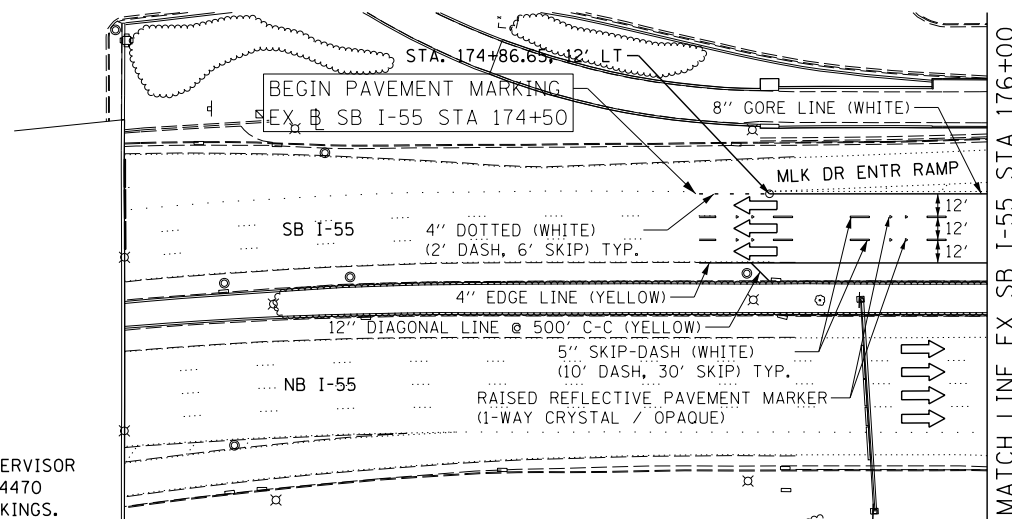 STA. 174+86.65, 12' LT
BEGIN PAVEMENT MARKING
EX ℄ SB I-55 STA 174+50
8'' GORE LINE (WHITE)
MLK DR ENTR RAMP
12'
12'
12'
SB I-55
4'' DOTTED (WHITE)
(2' DASH, 6' SKIP) TYP.
4'' EDGE LINE (YELLOW)
12'' DIAGONAL LINE @ 500' C-C (YELLOW)
5'' SKIP-DASH (WHITE)
(10' DASH, 30' SKIP) TYP.
NB I-55
RAISED REFLECTIVE PAVEMENT MARKER
(1-WAY CRYSTAL / OPAQUE)
ERVISOR
4470
KINGS.
MATCH LINE EX SB I-55 STA 176+00